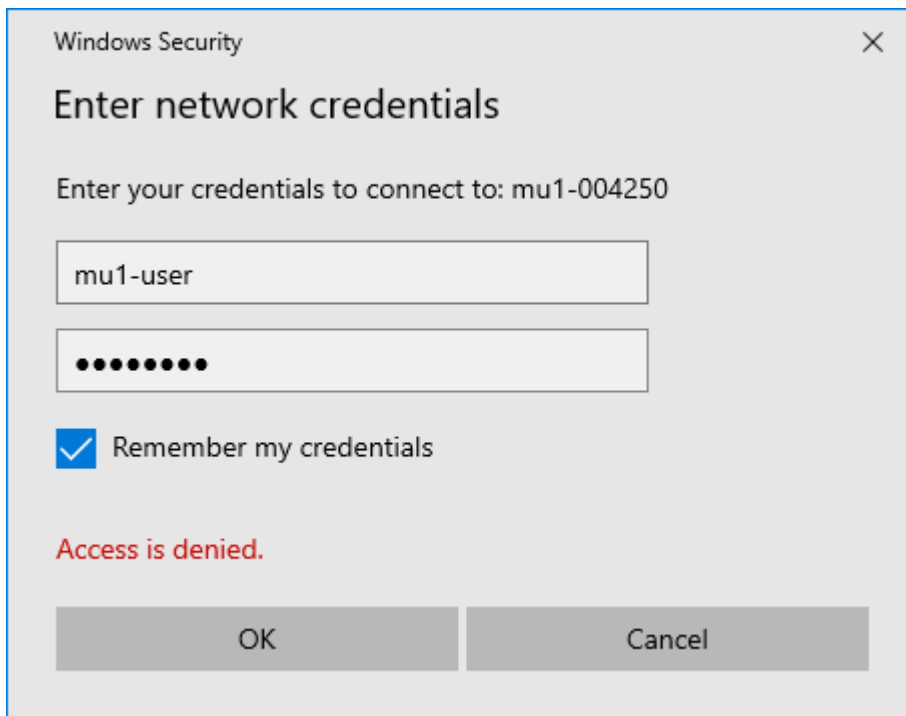 Windows Security
Enter network credentials
Enter your credentials to connect to: mu1-004250
mu1-user
••••••••
Remember my credentials
Access is denied.
OK
Cancel